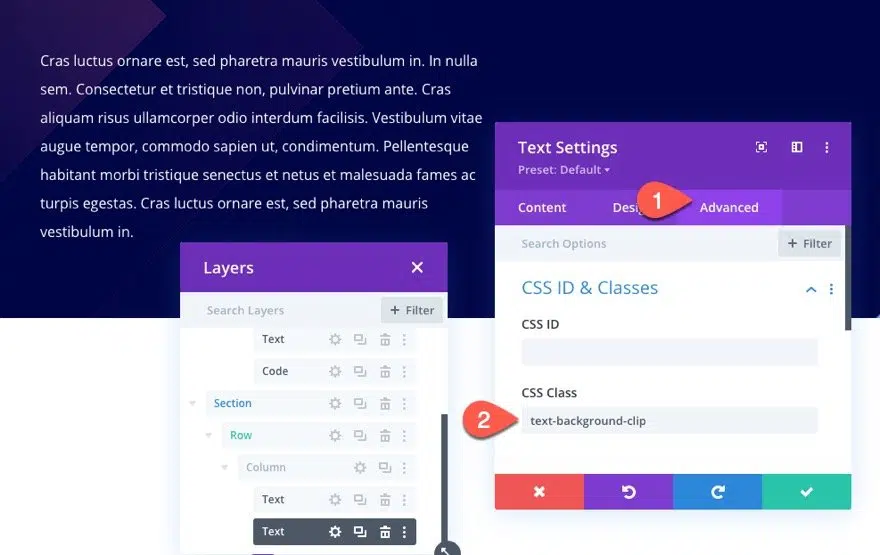 Cras luctus ornare est, sed pharetra mauris vestibulum in. In nulla
sem. Consectetur et tristique non, pulvinar pretium ante. Cras
aliquam risus ullamcorper odio interdum facilisis. Vestibulum vitae
augue tempor, commodo sapien ut, condimentum. Pellentesque
habitant morbi tristique senectus et netus et malesuada fames ac
turpis egestas. Cras luctus ornare est, sed pharetra mauris
vestibulum in.
Layers
Search Layers
+ Filter
Text
Code
Section
Row
Column
Text
Text
Text Settings
Preset: Default
Content
1
Advanced
Search Options
+ Filter
CSS ID & Classes
CSS ID
CSS Class
2
text-background-clip